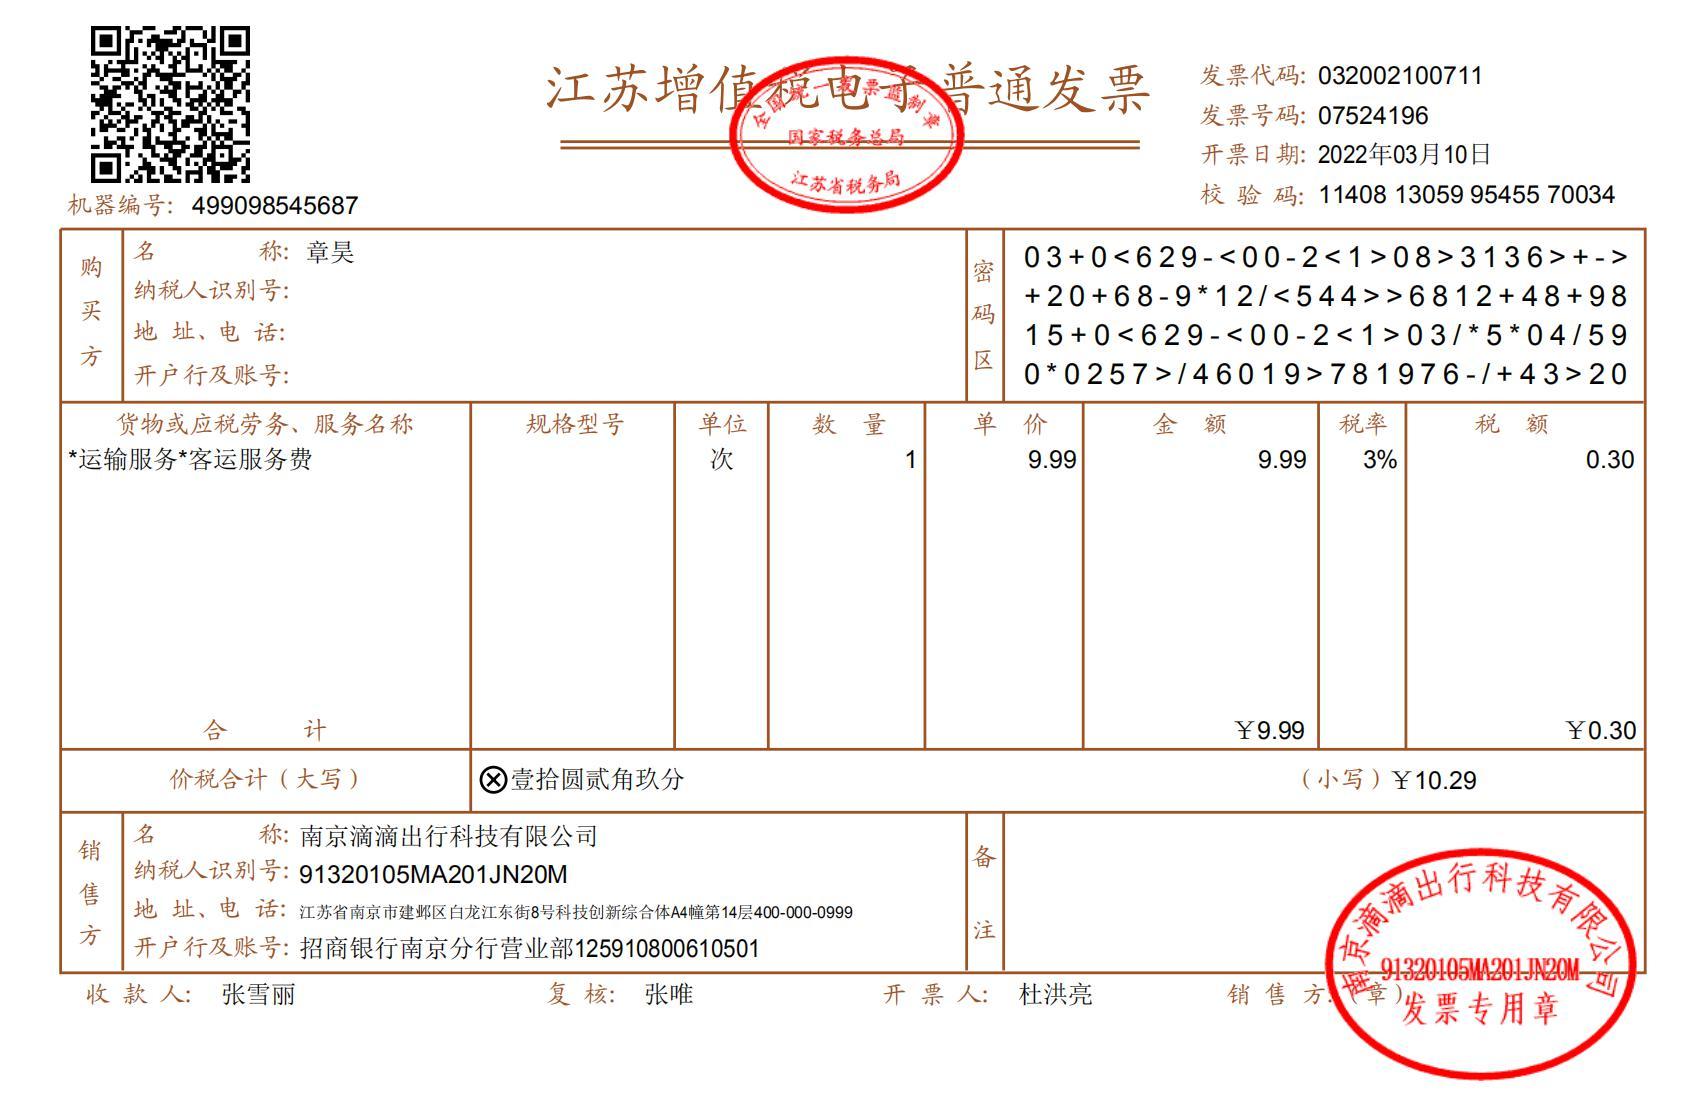 江苏增值税电子普通发票
全国统一发票监制章
国家税务总局
江苏省税务局
发票代码: 032002100711
发票号码: 07524196
开票日期: 2022年03月10日
校 验 码: 11408 13059 95455 70034
机器编号: 499098545687
购买方
名 称: 章昊
纳税人识别号:
地 址、电 话:
开户行及账号:
密码区
03+0<629-<00-2<1>08>3136>+->
+20+68-9*12/<544>>6812+48+98
15+0<629-<00-2<1>03/*5*04/59
0*0257>/46019>781976-/+43>20
货物或应税劳务、服务名称 规格型号 单位 数 量 单 价 金 额 税率 税 额
*运输服务*客运服务费 次 1 9.99 9.99 3% 0.30
合 计 ￥9.99 ￥0.30
价税合计（大写） ⊗壹拾圆贰角玖分 （小写）￥10.29
销售方
名 称: 南京滴滴出行科技有限公司
纳税人识别号: 91320105MA201JN20M
地 址、电 话: 江苏省南京市建邺区白龙江东街8号科技创新综合体A4幢第14层400-000-0999
开户行及账号: 招商银行南京分行营业部125910800610501
备注
收 款 人: 张雪丽 复 核: 张唯 开 票 人: 杜洪亮 销 售 方:（章）
南京滴滴出行科技有限公司
91320105MA201JN20M
发票专用章